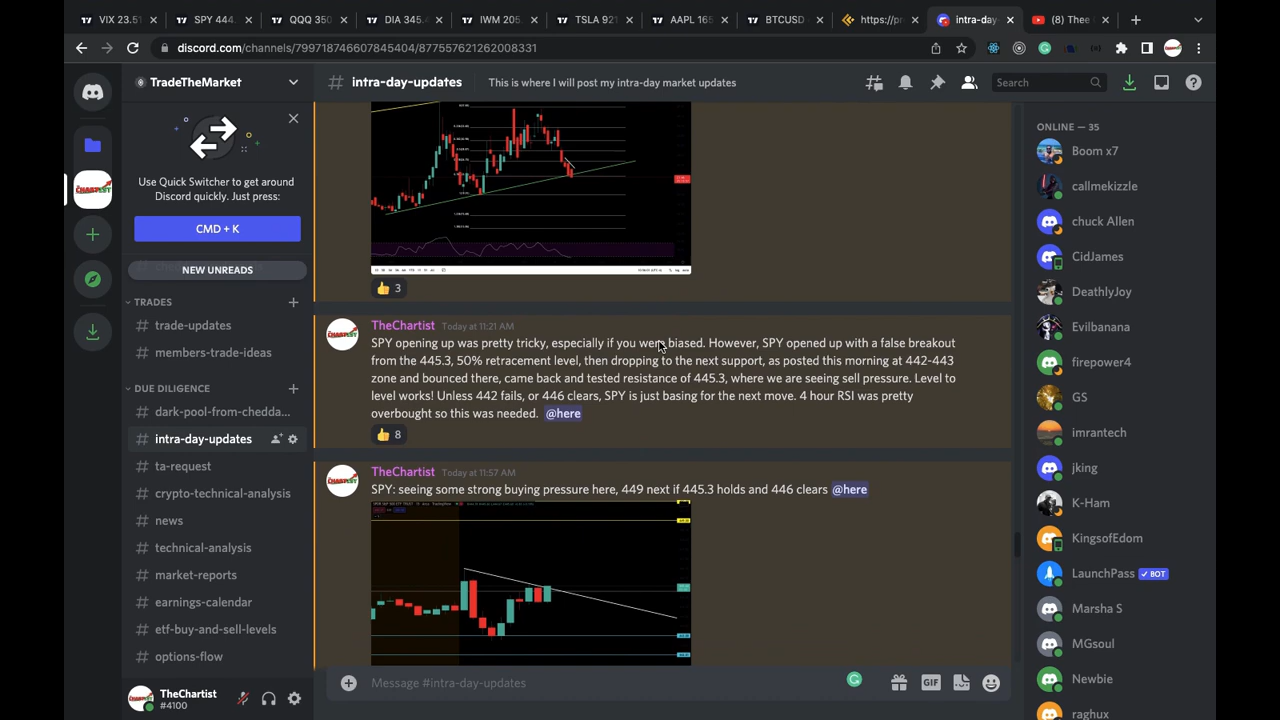 VIX 23.51
SPY 444.
QQQ 350
DIA 345.4
IWM 205.
TSLA 921
AAPL 165
BTCUSD
https://pr
intra-day
(8) Thee
discord.com/channels/799718746607845404/877557621262008331
TradeTheMarket
# intra-day-updates
This is where I will post my intra-day market updates
Search
Use Quick Switcher to get around
Discord quickly. Just press:
CMD + K
NEW UNREADS
TRADES
trade-updates
members-trade-ideas
DUE DILIGENCE
dark-pool-from-chedda...
intra-day-updates
ta-request
crypto-technical-analysis
news
technical-analysis
market-reports
earnings-calendar
etf-buy-and-sell-levels
options-flow
TheChartist
#4100
3
TheChartist Today at 11:21 AM
SPY opening up was pretty tricky, especially if you were biased. However, SPY opened up with a false breakout
from the 445.3, 50% retracement level, then dropping to the next support, as posted this morning at 442-443
zone and bounced there, came back and tested resistance of 445.3, where we are seeing sell pressure. Level to
level works! Unless 442 fails, or 446 clears, SPY is just basing for the next move. 4 hour RSI was pretty
overbought so this was needed. @here
8
TheChartist Today at 11:57 AM
SPY: seeing some strong buying pressure here, 449 next if 445.3 holds and 446 clears @here
Message #intra-day-updates
GIF
ONLINE — 35
Boom x7
callmekizzle
chuck Allen
CidJames
DeathlyJoy
Evilbanana
firepower4
GS
imrantech
jking
K-Ham
KingsofEdom
LaunchPass ✓ BOT
Marsha S
MGsoul
Newbie
raghux